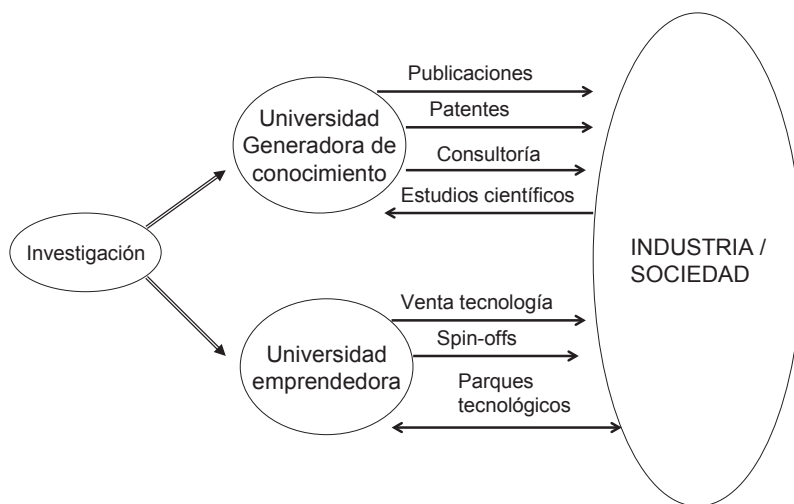 Publicaciones
Universidad
Generadora de
conocimiento
Patentes
Consultoría
Estudios científicos
Investigación
INDUSTRIA /
SOCIEDAD
Venta tecnología
Universidad
emprendedora
Spin-offs
Parques
tecnológicos